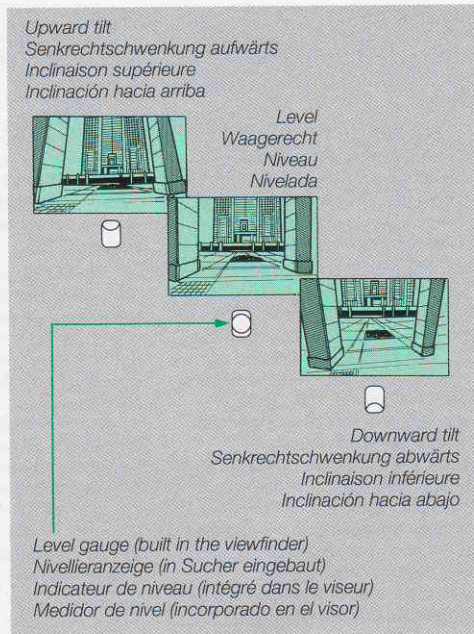 Upward tilt
Senkrechtschwenkung aufwärts
Inclinaison supérieure
Inclinación hacia arriba
Level
Waagerecht
Niveau
Nivelada
Downward tilt
Senkrechtschwenkung abwärts
Inclinaison inférieure
Inclinación hacia abajo
Level gauge (built in the viewfinder)
Nivellieranzeige (in Sucher eingebaut)
Indicateur de niveau (intégré dans le viseur)
Medidor de nivel (incorporado en el visor)